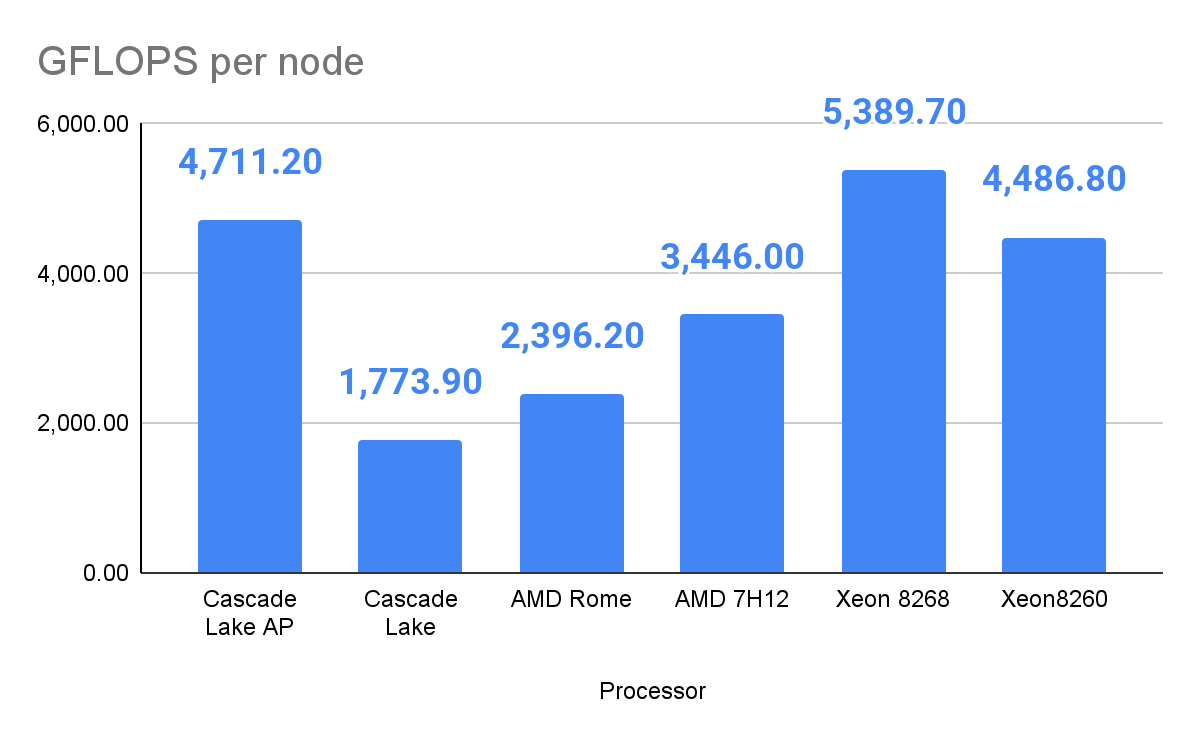 GFLOPS per node
6,000.00
4,000.00
2,000.00
0.00
4,711.20
1,773.90
2,396.20
3,446.00
5,389.70
4,486.80
Cascade
Lake AP
Cascade
Lake
AMD Rome
AMD 7H12
Xeon 8268
Xeon8260
Processor